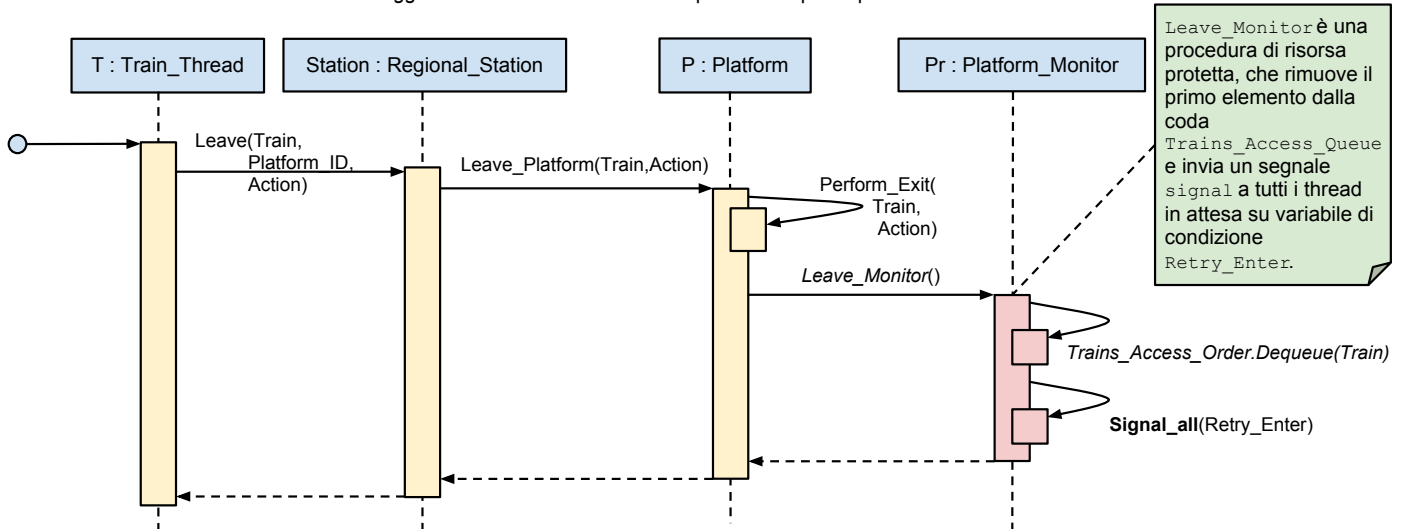 T : Train_Thread
Station : Regional_Station
P : Platform
Pr : Platform_Monitor
Leave_Monitor è una
procedura di risorsa
protetta, che rimuove il
primo elemento dalla
coda
Trains_Access_Queue
e invia un segnale
signal a tutti i thread
in attesa su variabile di
condizione
Retry_Enter.
Leave(Train,
Platform_ID,
Action)
Leave_Platform(Train,Action)
Perform_Exit(
Train,
Action)
Leave_Monitor()
Trains_Access_Order.Dequeue(Train)
Signal_all(Retry_Enter)